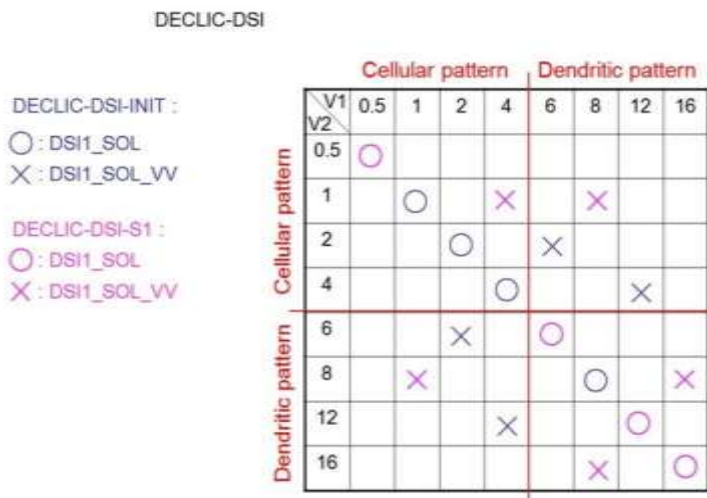 DECLIC-DSI
Cellular pattern Dendritic pattern
DECLIC-DSI-INIT :
O : DSI1_SOL
X : DSI1_SOL_VV
DECLIC-DSI-S1 :
O : DSI1_SOL
X : DSI1_SOL_VV
V1 0.5 1 2 4 6 8 12 16
V2
0.5
1
2
4
6
8
12
16
Cellular pattern
Dendritic pattern